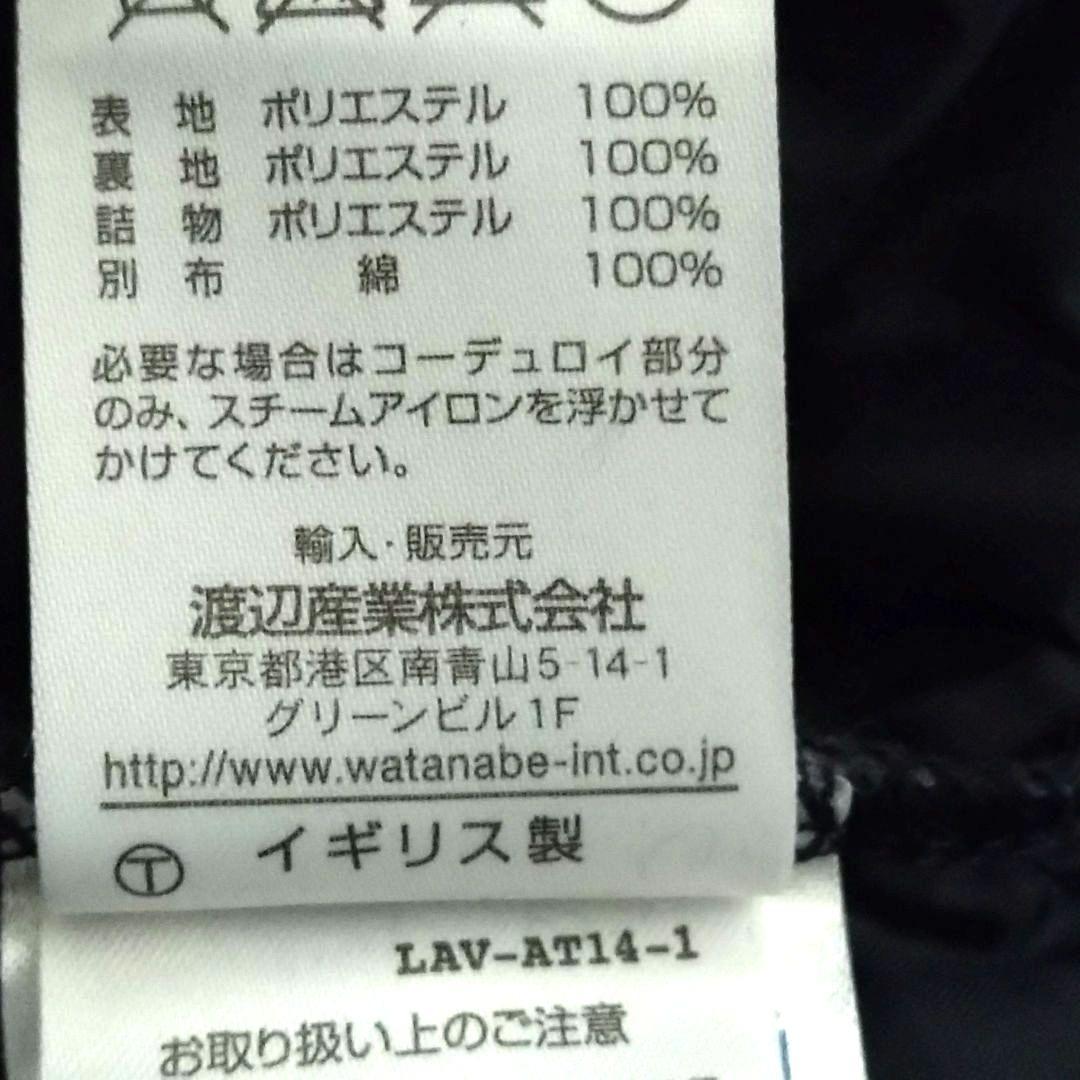 表 地 ポリエステル 100%
裏 地 ポリエステル 100%
詰 物 ポリエステル 100%
別 布 綿 100%
必要な場合はコーデュロイ部分
のみ、スチームアイロンを浮かせて
かけてください。
輸入・販売元
渡辺産業株式会社
東京都港区南青山5-14-1
グリーンビル1F
http://www.watanabe-int.co.jp
Ⓣ イギリス製
LAV-AT14-1
お取り扱い上のご注意